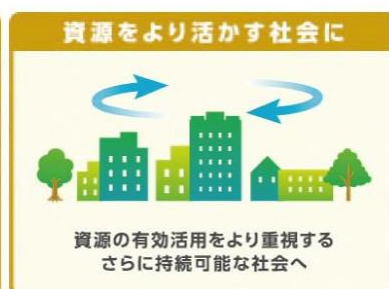 資源をより活かす社会に
資源の有効活用をより重視する
さらに持続可能な社会へ